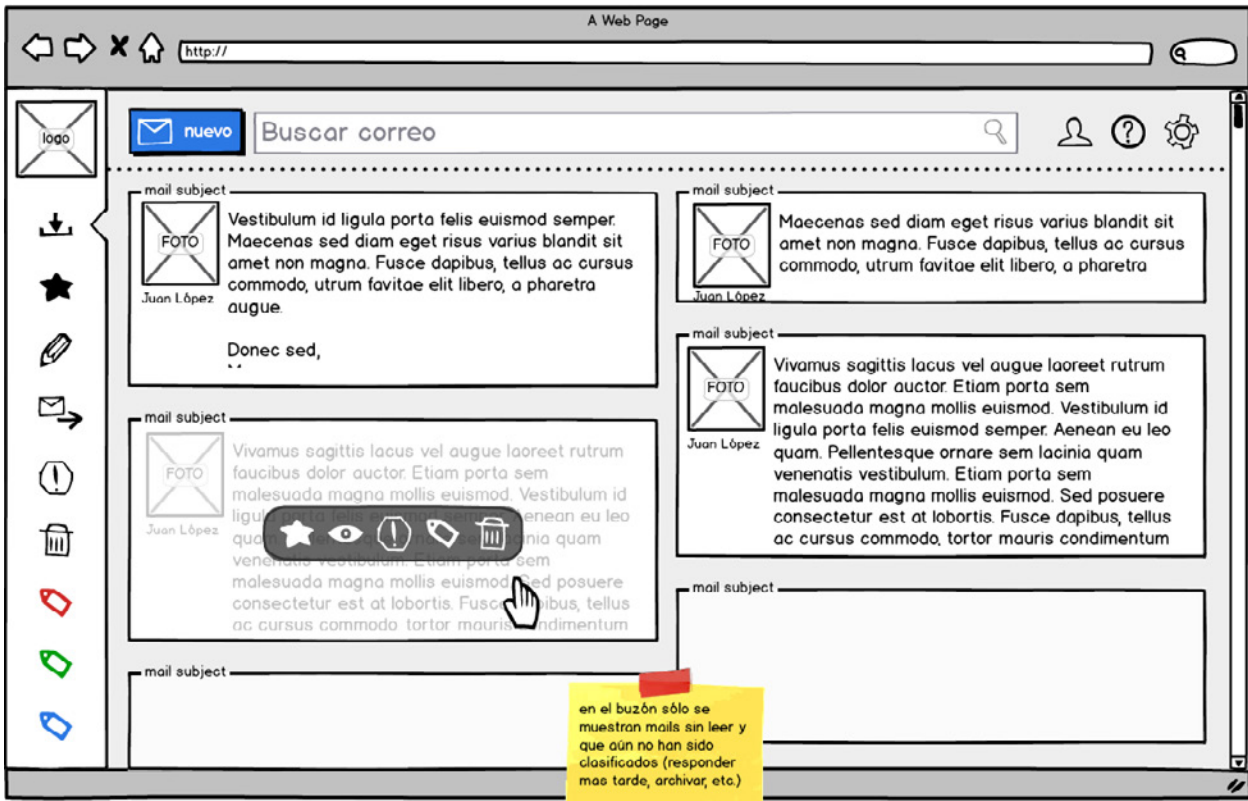 A Web Page
http://
logo
nuevo
Buscar correo
mail subject
FOTO
Juan López
Vestibulum id ligula porta felis euismod semper.
Maecenas sed diam eget risus varius blandit sit
amet non magna. Fusce dapibus, tellus ac cursus
commodo, utrum favitae elit libero, a pharetra
augue.
Donec sed,
mail subject
FOTO
Juan López
Maecenas sed diam eget risus varius blandit sit
amet non magna. Fusce dapibus, tellus ac cursus
commodo, utrum favitae elit libero, a pharetra
mail subject
FOTO
Juan López
Vivamus sagittis lacus vel augue laoreet rutrum
faucibus dolor auctor. Etiam porta sem
malesuada magna mollis euismod. Vestibulum id
ligula porta felis euismod semper. Aenean eu leo
quam. Pellentesque ornare sem lacinia quam
venenatis vestibulum. Etiam porta sem
malesuada magna mollis euismod. Sed posuere
consectetur est at lobortis. Fusce dapibus, tellus
ac cursus commodo, tortor mauris condimentum
mail subject
FOTO
Juan López
Vivamus sagittis lacus vel augue laoreet rutrum
faucibus dolor auctor. Etiam porta sem
malesuada magna mollis euismod. Vestibulum id
eu leo
quam
venenatis vestibulum. Etiam porta sem
malesuada magna mollis euismod. Sed posuere
consectetur est at lobortis. Fusce tellus
ac cursus commodo, tortor mauris
mail subject
mail subject
en el buzón sólo se
muestran mails sin leer y
que aún no han sido
clasificados (responder
mas tarde, archivar, etc.)